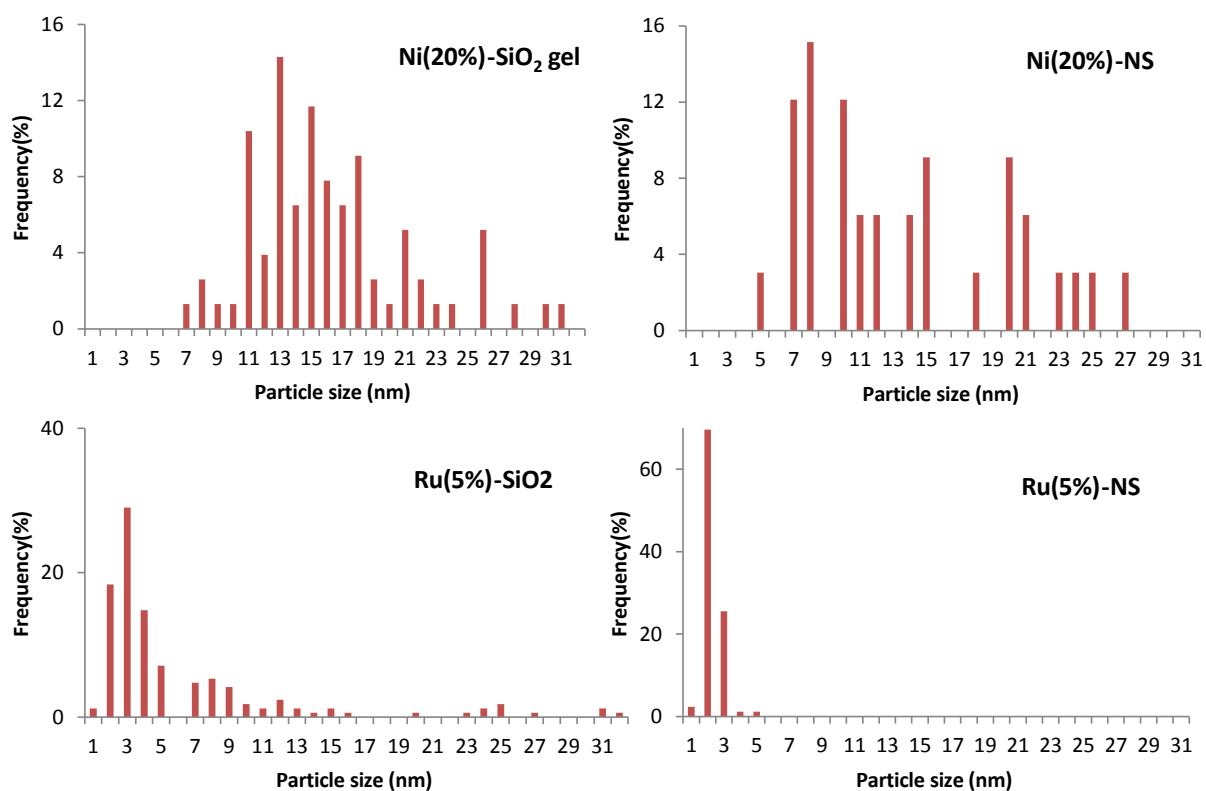 Ni(20%)-SiO₂ gel
Frequency(%)
16
12
8
4
0
1 3 5 7 9 11 13 15 17 19 21 23 25 27 29 31
Particle size (nm)
Ni(20%)-NS
Frequency(%)
16
12
8
4
0
1 3 5 7 9 11 13 15 17 19 21 23 25 27 29 31
Particle size (nm)
Ru(5%)-SiO2
Frequency(%)
40
20
0
1 3 5 7 9 11 13 15 17 19 21 23 25 27 29 31
Particle size (nm)
Ru(5%)-NS
Frequency(%)
60
40
20
0
1 3 5 7 9 11 13 15 17 19 21 23 25 27 29 31
Particle size (nm)